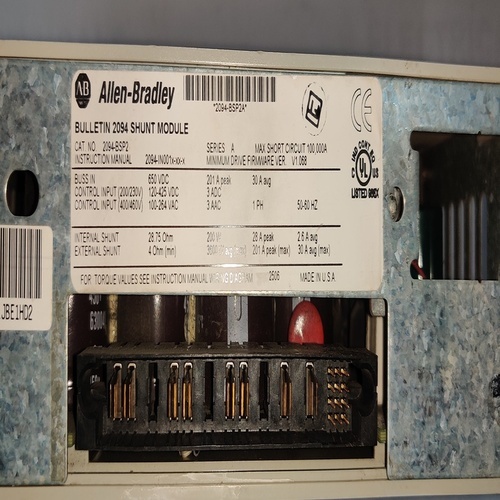 AB Allen-Bradley
*2094-BSP2A*
BULLETIN 2094 SHUNT MODULE
CAT. NO. 2094-BSP2 SERIES A MAX SHORT CIRCUIT 100,000A
INSTRUCTION MANUAL 2094-IN001x-xx-x MINIMUM DRIVE FIRMWARE VER V1.068
BUSS IN 650 VDC 201 A peak 30 A avg
CONTROL INPUT (200/230V) 120-425 VDC 3 ADC
CONTROL INPUT (400/460V) 100-264 VAC 3 AAC 1 PH 50-60 HZ
INTERNAL SHUNT 28.75 Ohm 200 W 28 A peak 2.6 A avg
EXTERNAL SHUNT 4 Ohm (min) 201 A peak (max) 30 A avg (max)
FOR TORQUE VALUES SEE INSTRUCTION MANUAL 2506 MADE IN U.S.A
CE
C UL US
LISTED
JBE1HD2